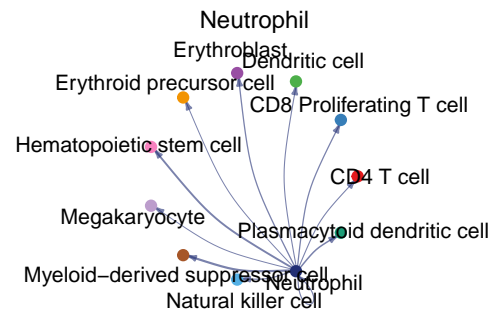 Neutrophil
Erythroblast
Dendritic cell
Erythroid precursor cell
CD8 Proliferating T cell
Hematopoietic stem cell
CD4 T cell
Megakaryocyte
Plasmacytoid dendritic cell
Myeloid−derived suppressor cell
Neutrophil
Natural killer cell